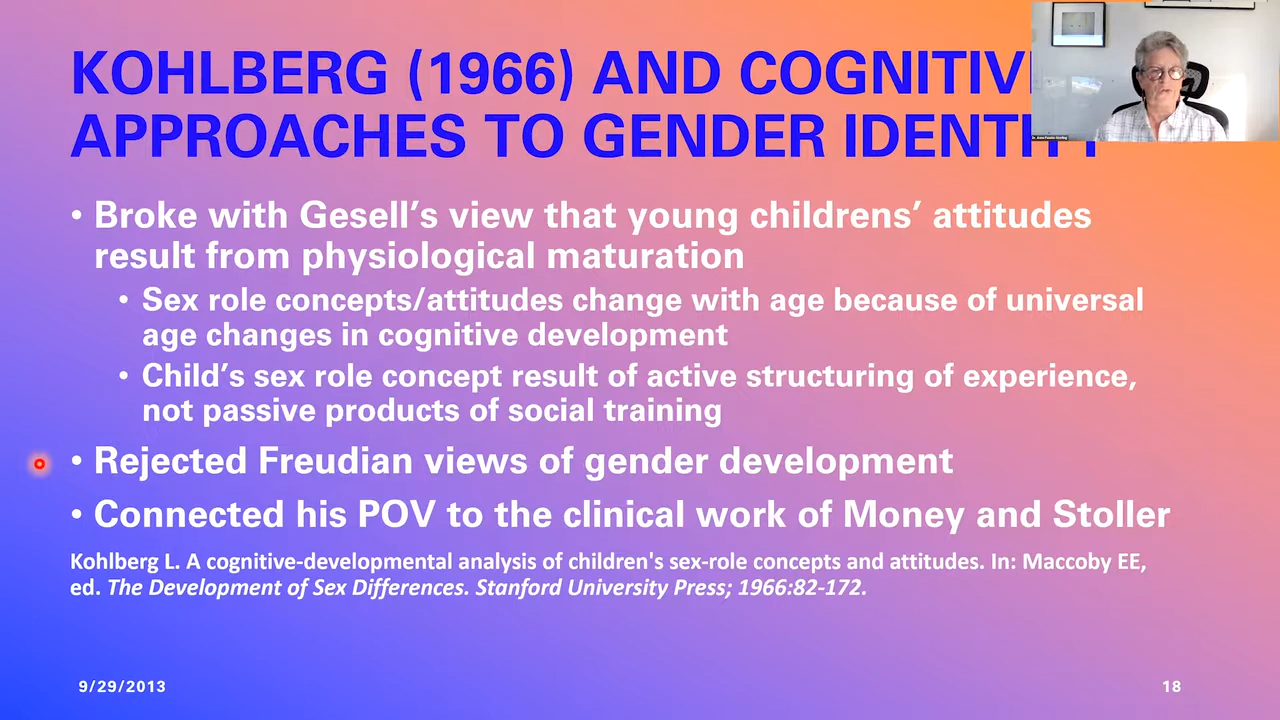 KOHLBERG (1966) AND COGNITIV
APPROACHES TO GENDER IDENTITY
• Broke with Gesell’s view that young childrens’ attitudes
result from physiological maturation
• Sex role concepts/attitudes change with age because of universal
age changes in cognitive development
• Child’s sex role concept result of active structuring of experience,
not passive products of social training
• Rejected Freudian views of gender development
• Connected his POV to the clinical work of Money and Stoller
Kohlberg L. A cognitive-developmental analysis of children's sex-role concepts and attitudes. In: Maccoby EE,
ed. The Development of Sex Differences. Stanford University Press; 1966:82-172.
9/29/2013
18